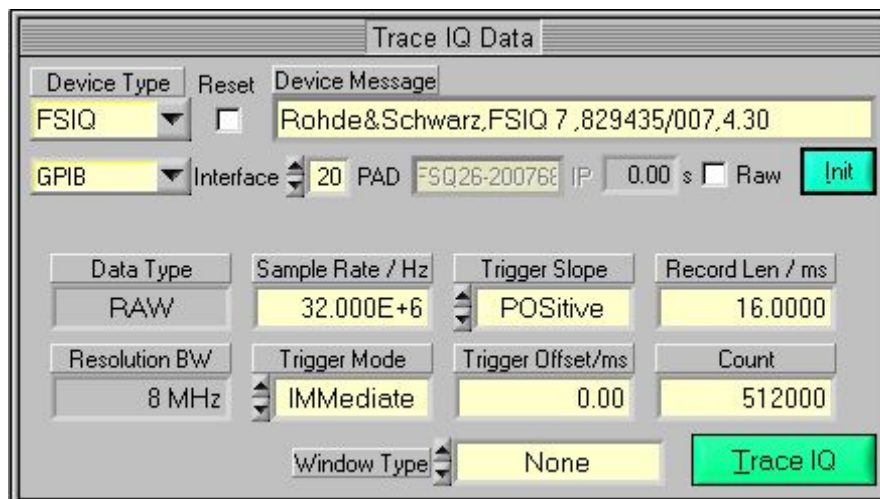 Trace IQ Data
Device Type Reset Device Message
FSIQ Rohde&Schwarz,FSIQ 7 ,829435/007,4.30
GPIB Interface 20 PAD FSQ26-200768 IP 0.00 s Raw Init
Data Type Sample Rate / Hz Trigger Slope Record Len / ms
RAW 32.000E+6 POSitive 16.0000
Resolution BW Trigger Mode Trigger Offset/ms Count
8 MHz IMMediate 0.00 512000
Window Type None Trace IQ